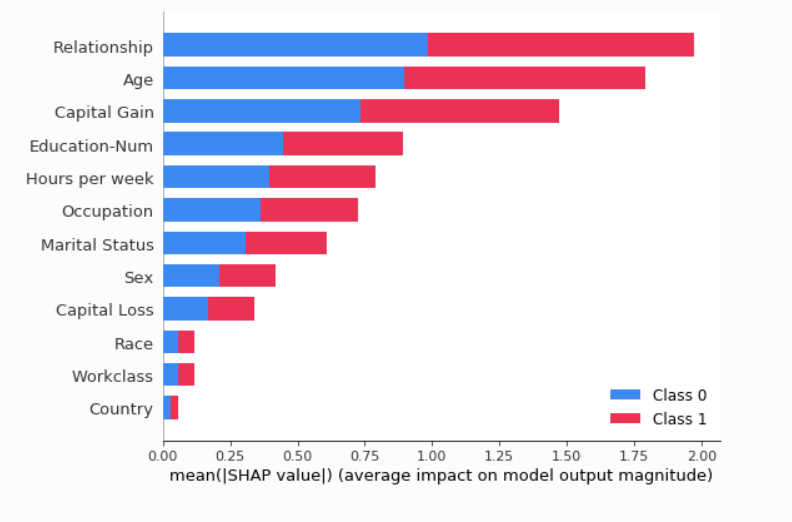 Relationship
Age
Capital Gain
Education-Num
Hours per week
Occupation
Marital Status
Sex
Capital Loss
Race
Workclass
Country
Class 0
Class 1
0.00 0.25 0.50 0.75 1.00 1.25 1.50 1.75 2.00
mean(|SHAP value|) (average impact on model output magnitude)